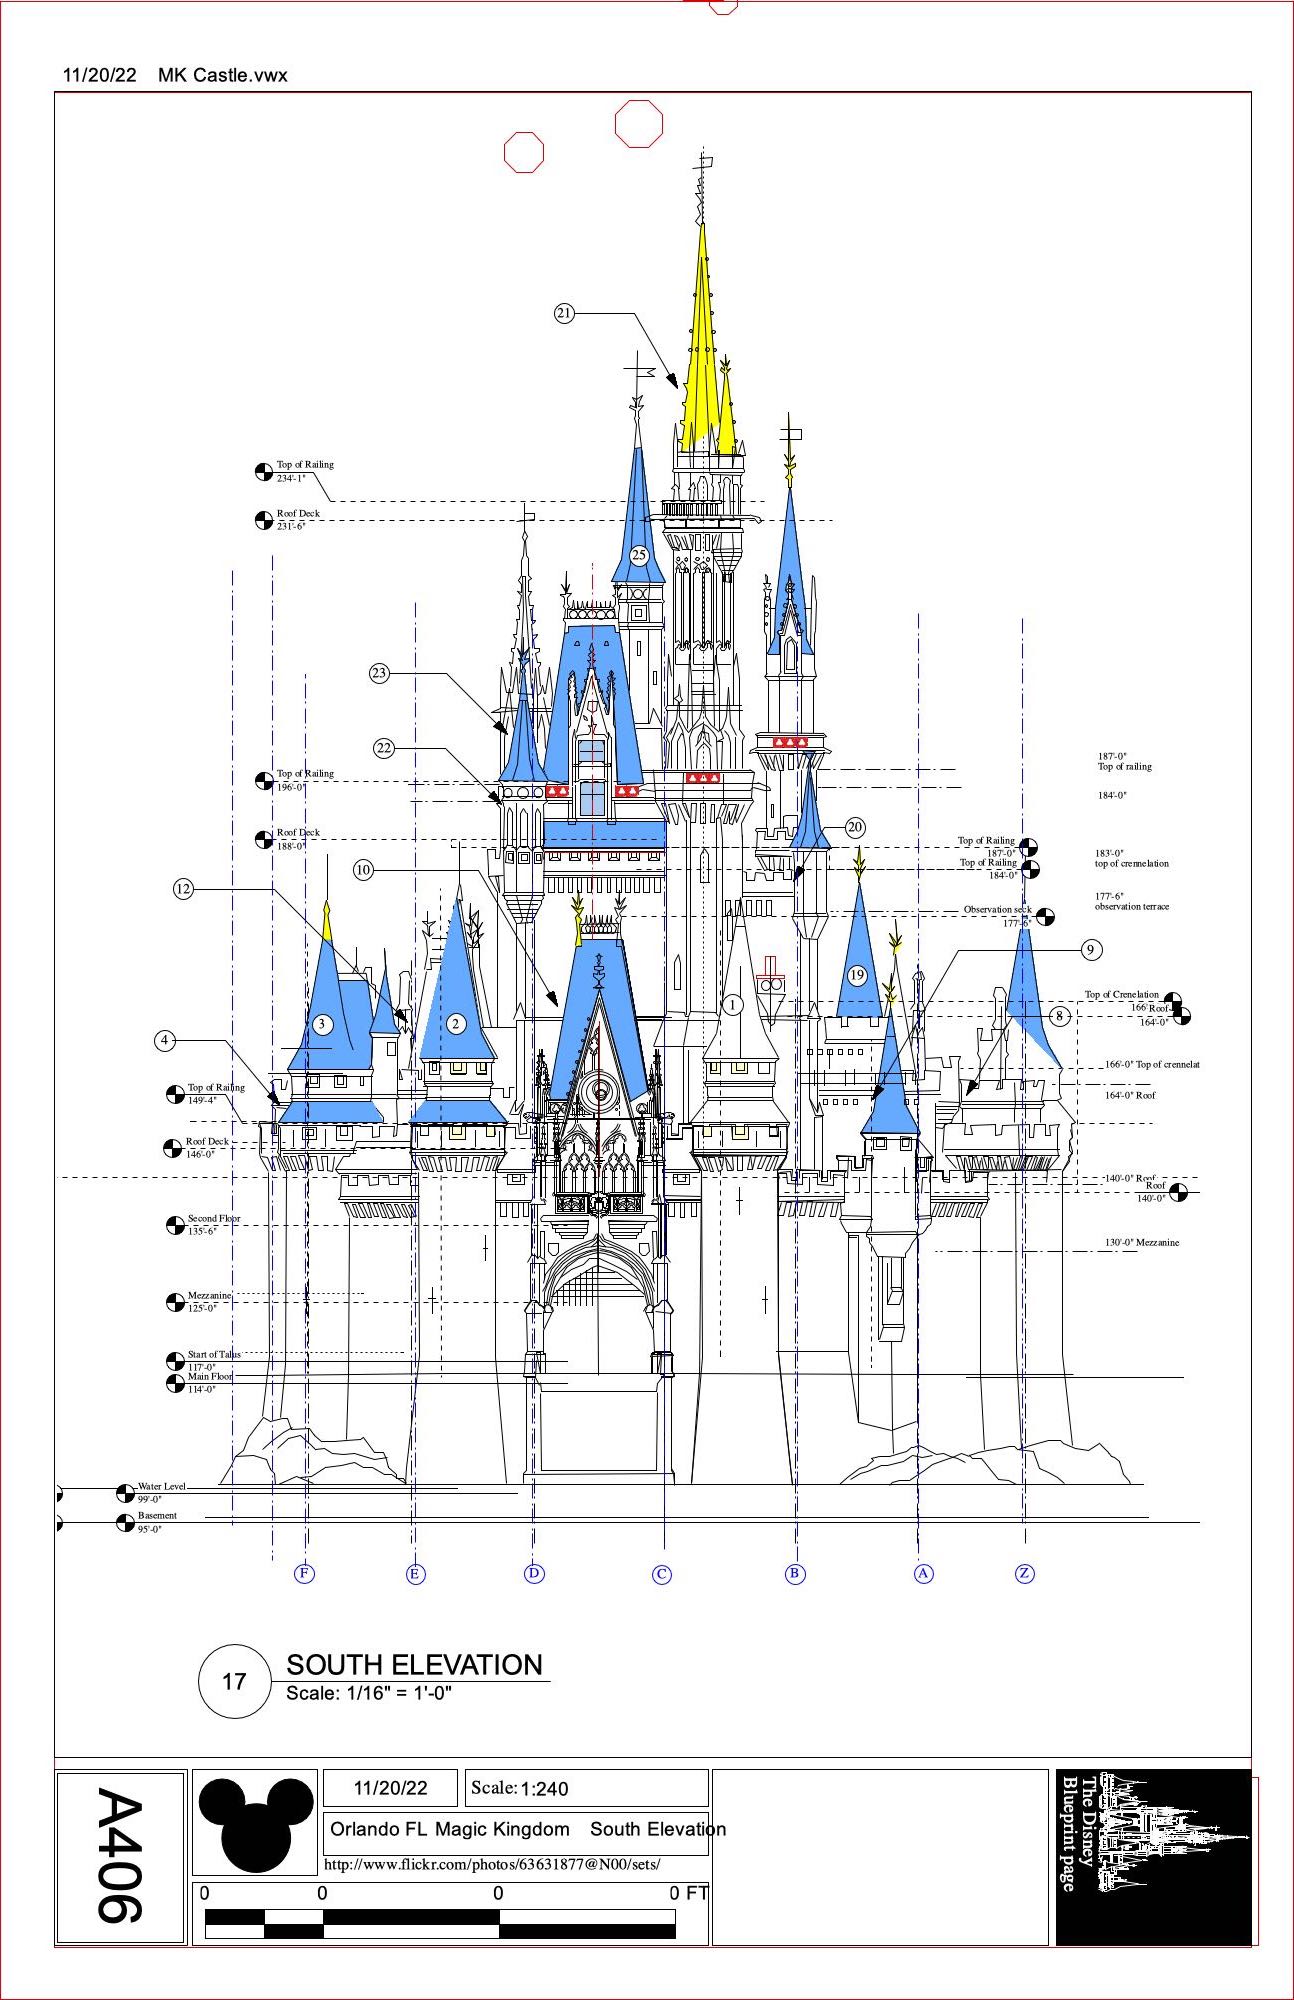 11/20/22 MK Castle.vwx
21
Top of Railing
234'-1"
Roof Deck
231'-6"
25
23
22
187'-0"
Top of railing
Top of Railing
196'-0"
184'-0"
20
Roof Deck
188'-0"
Top of Railing
187'-0"
183'-0"
top of crennelation
Top of Railing
184'-0"
10
12
177'-6"
observation terrace
Observation seck
177'-6"
9
19
1
Top of Crenelation
166'
Roof
164'-0"
8
3
2
4
166'-0" Top of crennelat
Top of Railing
149'-4"
164'-0" Roof
Roof Deck
146'-0"
140'-0" Roof
Roof
140'-0"
Second Floor
135'-6"
130'-0" Mezzanine
Mezzanine
125'-0"
Start of Talus
117'-0"
Main Floor
114'-0"
Water Level
99'-0"
Basement
95'-0"
F E D C B A Z
17
SOUTH ELEVATION
Scale: 1/16" = 1'-0"
A406
11/20/22
Scale: 1:240
Orlando FL Magic Kingdom South Elevation
http://www.flickr.com/photos/63631877@N00/sets/
0 0 0 0 FT
The Disney
Blueprint page